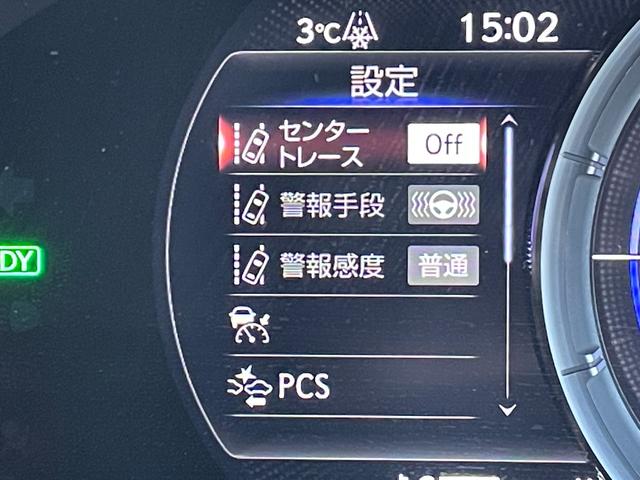 3℃
15:02
設定
センター
トレース
Off
警報手段
警報感度
普通
DY
PCS